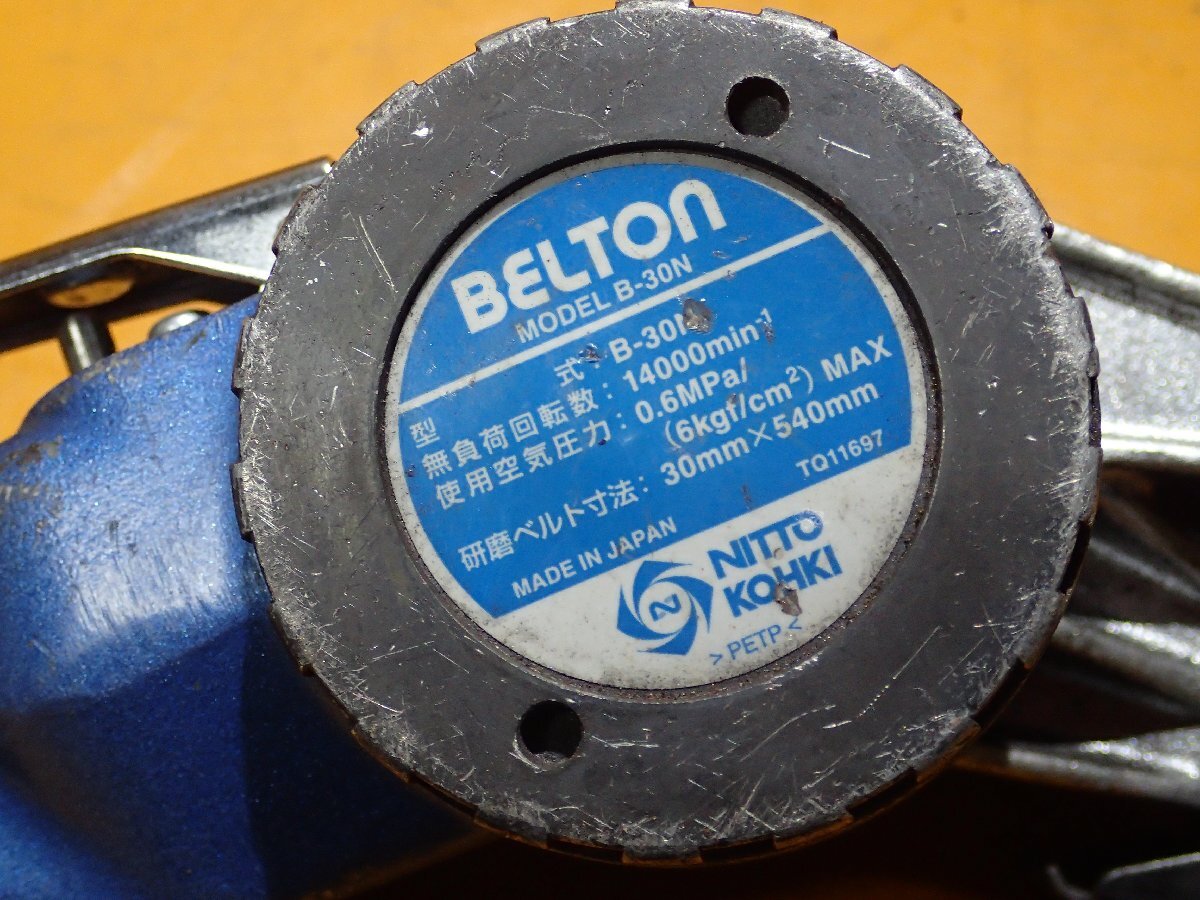 BELTON
MODEL B-30N
型 式: B-30N
無負荷回転数: 14000min-1
使用空気圧力: 0.6MPa/
(6kgf/cm²) MAX
研磨ベルト寸法: 30mm×540mm
TQ11697
MADE IN JAPAN
N
NITTO
KOHKI
>PETP<